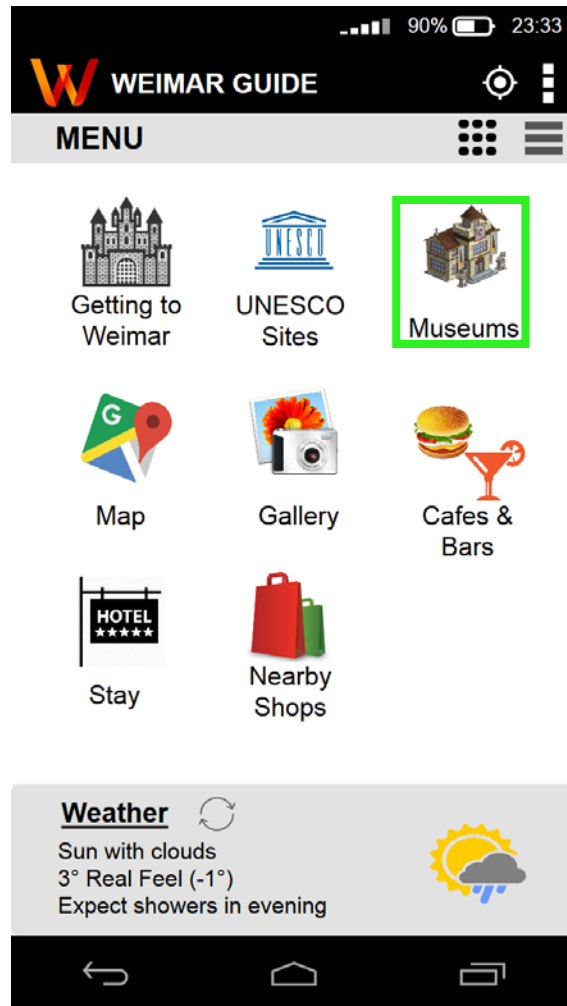 90% 23:33
WEIMAR GUIDE
MENU
UNESCO
Getting to
Weimar
UNESCO
Sites
Museums
G
Map
Gallery
Cafes &
Bars
HOTEL
★★★★★
Stay
Nearby
Shops
Weather
Sun with clouds
3° Real Feel (-1°)
Expect showers in evening